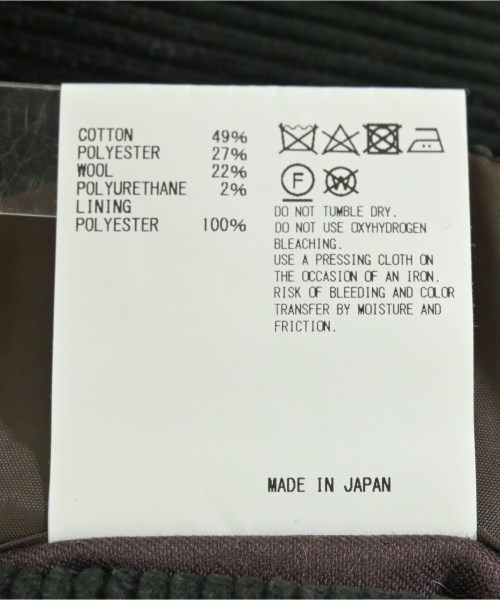 COTTON 49%
POLYESTER 27%
WOOL 22%
POLYURETHANE 2%
LINING
POLYESTER 100%
F W
DO NOT TUMBLE DRY.
DO NOT USE OXYHYDROGEN
BLEACHING.
USE A PRESSING CLOTH ON
THE OCCASION OF AN IRON.
RISK OF BLEEDING AND COLOR
TRANSFER BY MOISTURE AND
FRICTION.
MADE IN JAPAN